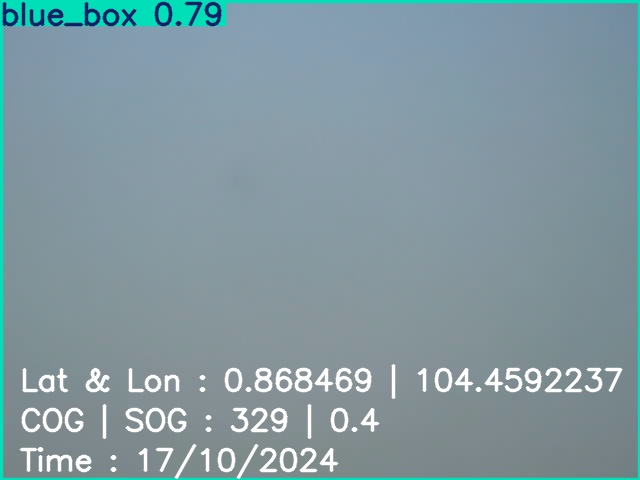 blue_box 0.79
Lat & Lon : 0.868469 | 104.4592237
COG | SOG : 329 | 0.4
Time : 17/10/2024